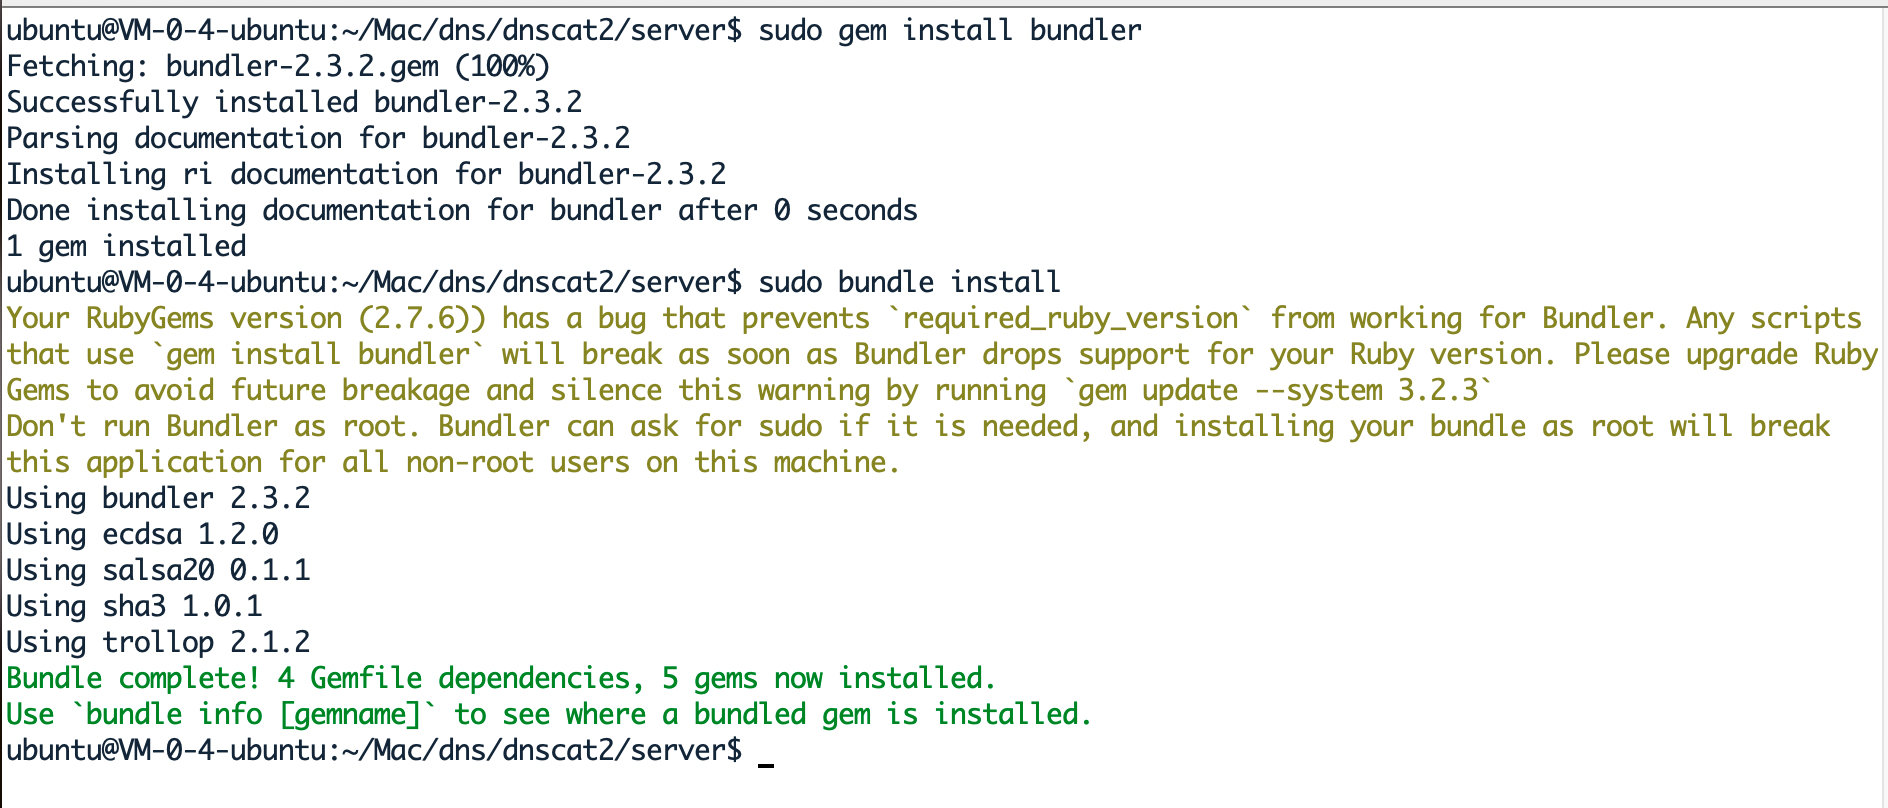 ubuntu@VM-0-4-ubuntu:~/Mac/dns/dnscat2/server$ sudo gem install bundler
Fetching: bundler-2.3.2.gem (100%)
Successfully installed bundler-2.3.2
Parsing documentation for bundler-2.3.2
Installing ri documentation for bundler-2.3.2
Done installing documentation for bundler after 0 seconds
1 gem installed
ubuntu@VM-0-4-ubuntu:~/Mac/dns/dnscat2/server$ sudo bundle install
Your RubyGems version (2.7.6)) has a bug that prevents `required_ruby_version` from working for Bundler. Any scripts
that use `gem install bundler` will break as soon as Bundler drops support for your Ruby version. Please upgrade Ruby
Gems to avoid future breakage and silence this warning by running `gem update --system 3.2.3`
Don't run Bundler as root. Bundler can ask for sudo if it is needed, and installing your bundle as root will break
this application for all non-root users on this machine.
Using bundler 2.3.2
Using ecdsa 1.2.0
Using salsa20 0.1.1
Using sha3 1.0.1
Using trollop 2.1.2
Bundle complete! 4 Gemfile dependencies, 5 gems now installed.
Use `bundle info [gemname]` to see where a bundled gem is installed.
ubuntu@VM-0-4-ubuntu:~/Mac/dns/dnscat2/server$ _